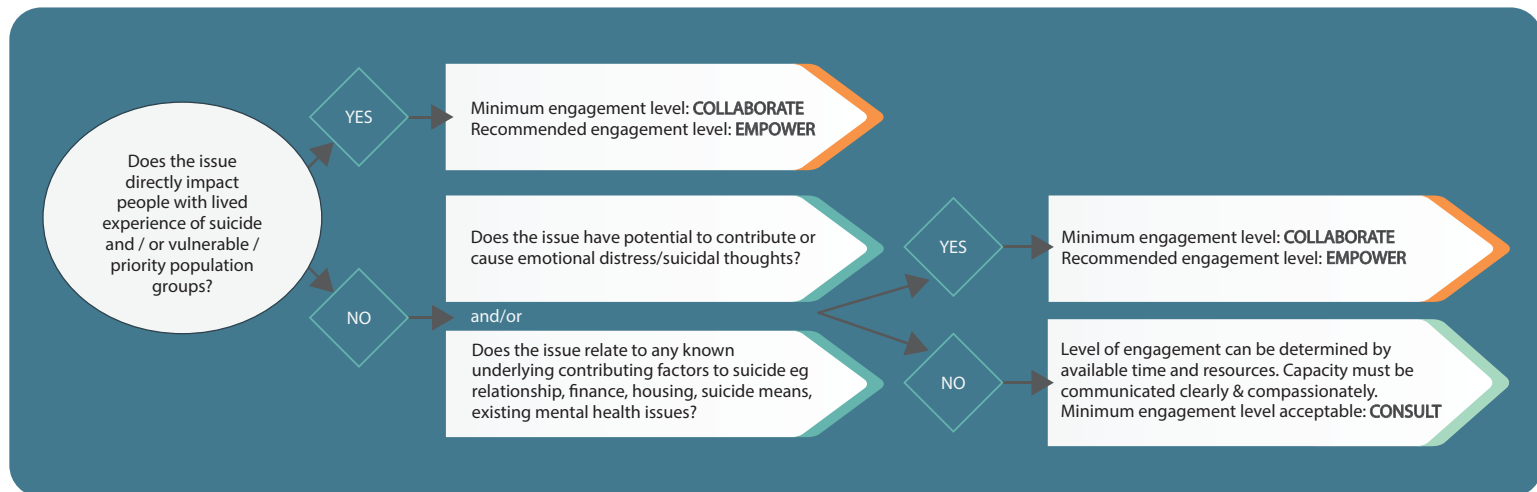 Does the issue
directly impact
people with lived
experience of suicide
and / or vulnerable /
priority population
groups?
YES
Minimum engagement level: COLLABORATE
Recommended engagement level: EMPOWER
NO
Does the issue have potential to contribute or
cause emotional distress/suicidal thoughts?
and/or
Does the issue relate to any known
underlying contributing factors to suicide eg
relationship, finance, housing, suicide means,
existing mental health issues?
YES
Minimum engagement level: COLLABORATE
Recommended engagement level: EMPOWER
NO
Level of engagement can be determined by
available time and resources. Capacity must be
communicated clearly & compassionately.
Minimum engagement level acceptable: CONSULT